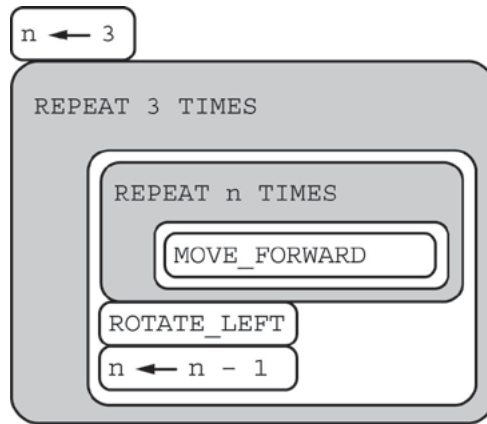 n ← 3
REPEAT 3 TIMES
REPEAT n TIMES
MOVE_FORWARD
ROTATE_LEFT
n ← n - 1